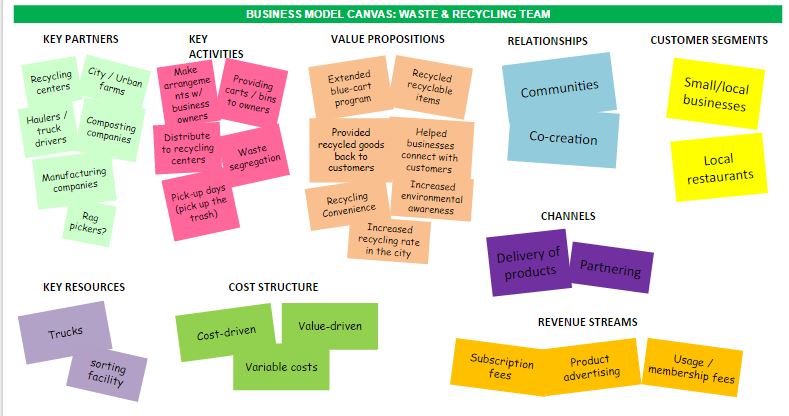 BUSINESS MODEL CANVAS: WASTE & RECYCLING TEAM
KEY PARTNERS
Recycling
centers
City / Urban
farms
Haulers /
truck
drivers
Composting
companies
Manufacturing
companies
Rag
pickers?
KEY
ACTIVITIES
Make
arrangeme
nts w/
business
owners
Providing
carts / bins
to owners
Distribute
to recycling
centers
Waste
segregation
Pick-up days
(pick up the
trash)
VALUE PROPOSITIONS
Extended
blue-cart
program
Recycled
recyclable
items
Provided
recycled goods
back to
customers
Helped
businesses
connect with
customers
Recycling
Convenience
Increased
environmental
awareness
Increased
recycling rate
in the city
RELATIONSHIPS
Communities
Co-creation
CUSTOMER SEGMENTS
Small/local
businesses
Local
restaurants
CHANNELS
Delivery of
products
Partnering
KEY RESOURCES
Trucks
sorting
facility
COST STRUCTURE
Cost-driven
Value-driven
Variable costs
REVENUE STREAMS
Subscription
fees
Product
advertising
Usage /
membership fees